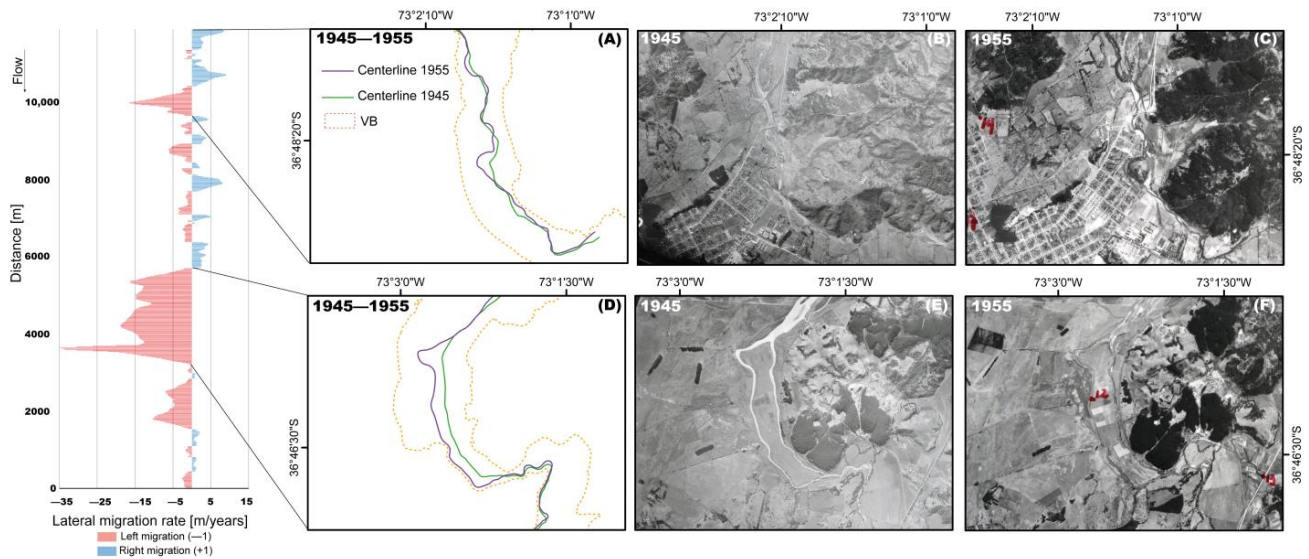 73°2'10"W
73°1'0"W
73°2'10"W
73°1'0"W
73°2'10"W
73°1'0"W
1945—1955
(A)
1945
(B)
1955
(C)
Flow
Centerline 1955
Centerline 1945
VB
36°48'20"S
36°48'20"S
10,000
8000
6000
4000
2000
0
Distance [m]
73°3'30"W
73°1'30"W
73°3'30"W
73°1'30"W
73°3'30"W
73°1'30"W
1945—1955
(D)
1945
(E)
1955
(F)
12
36°46'30"S
36°46'30"S
—35
—25
—15
—5
5
15
Lateral migration rate [m/years]
Left migration (—1)
Right migration (+1)